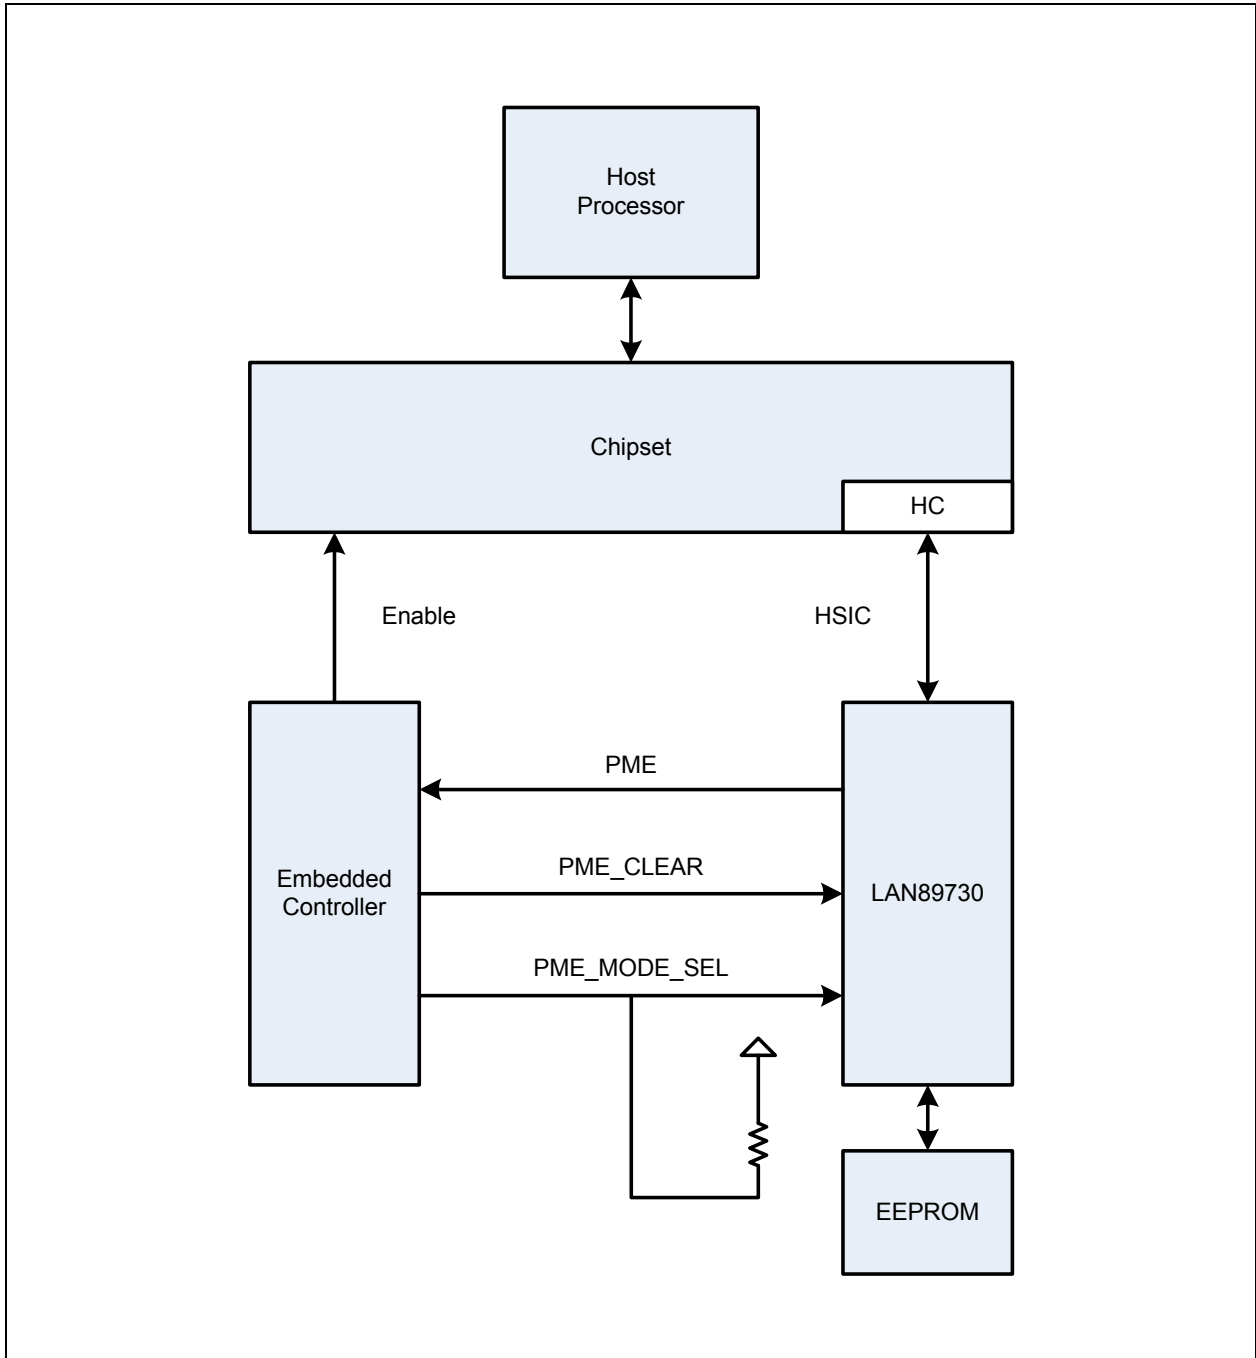 Host
Processor
Chipset
HC
Enable
HSIC
PME
PME_CLEAR
Embedded
Controller
LAN89730
PME_MODE_SEL
EEPROM